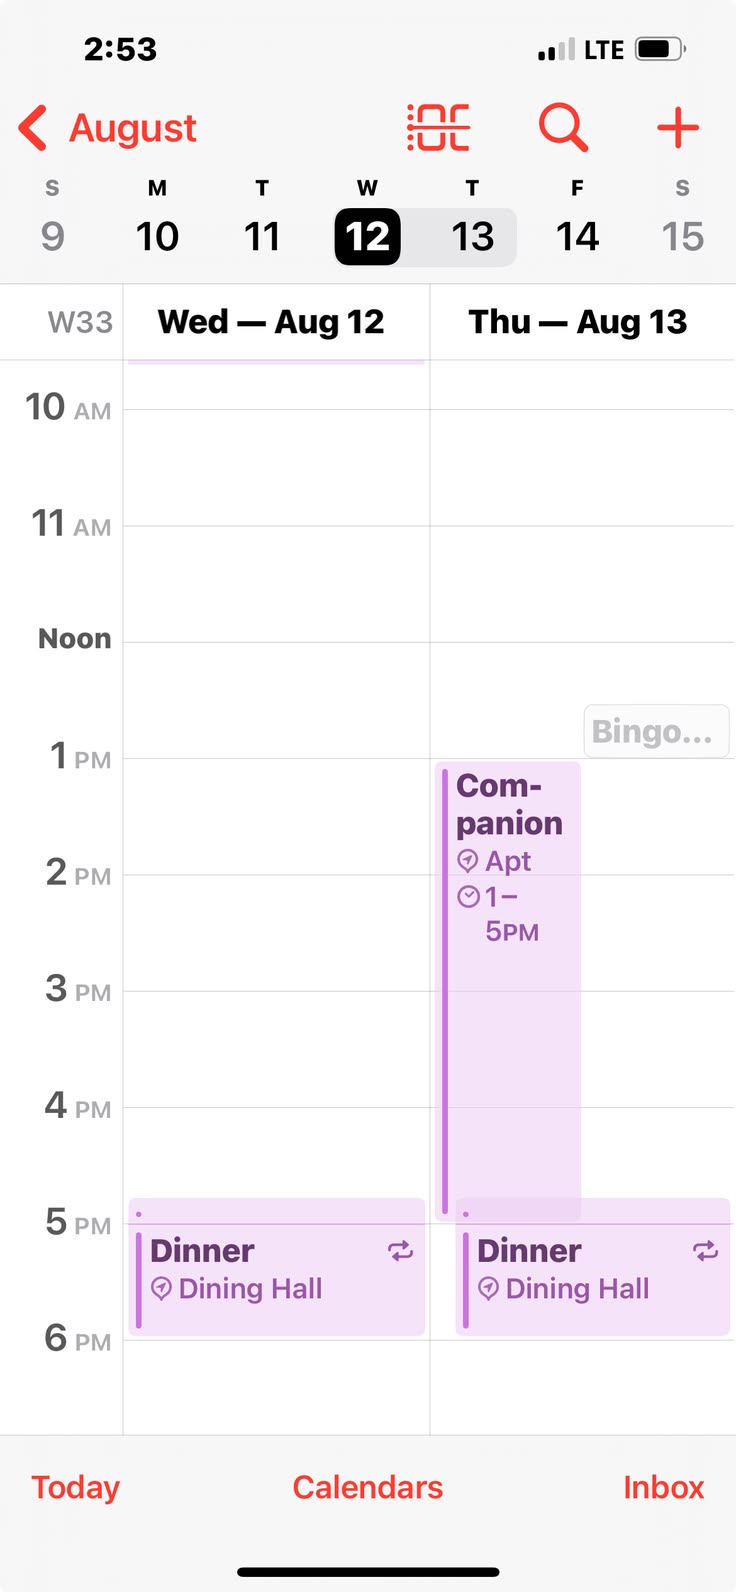 2:53 LTE
August
S M T W T F S
9 10 11 12 13 14 15
W33 Wed — Aug 12 Thu — Aug 13
10 AM
11 AM
Noon
Bingo...
1 PM
Com-
panion
Apt
2 PM
1–
5PM
3 PM
4 PM
5 PM
Dinner Dinner
Dining Hall Dining Hall
6 PM
Today Calendars Inbox